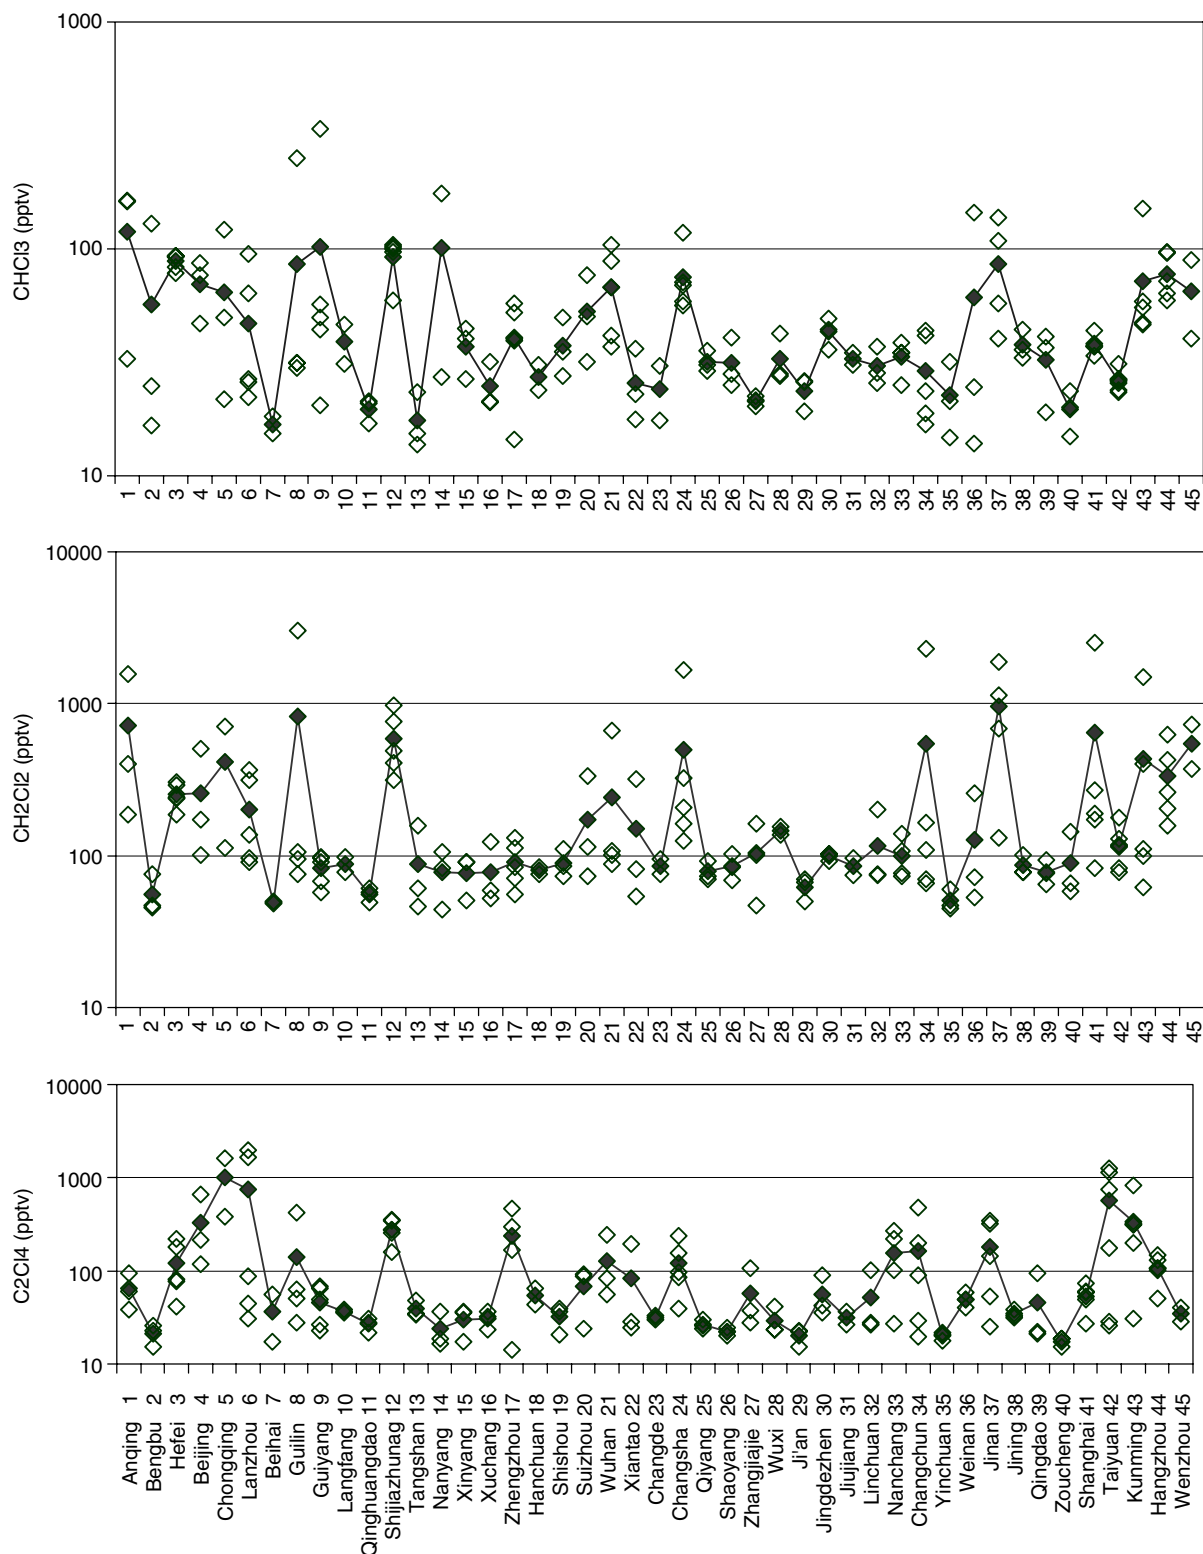 1000
100
10
CHCl3 (pptv)
1 2 3 4 5 6 7 8 9 10 11 12 13 14 15 16 17 18 19 20 21 22 23 24 25 26 27 28 29 30 31 32 33 34 35 36 37 38 39 40 41 42 43 44 45
10000
1000
100
10
CH2Cl2 (pptv)
1 2 3 4 5 6 7 8 9 10 11 12 13 14 15 16 17 18 19 20 21 22 23 24 25 26 27 28 29 30 31 32 33 34 35 36 37 38 39 40 41 42 43 44 45
10000
1000
100
10
C2Cl4 (pptv)
Anqing 1
Bengbu 2
Hefei 3
Beijing 4
Chongqing 5
Lanzhou 6
Beihai 7
Guilin 8
Guiyang 9
Langfang 10
Qinghuangdao 11
Shijiazhunag 12
Tangshan 13
Nanyang 14
Xinyang 15
Xuchang 16
Zhengzhou 17
Hanchuan 18
Shishou 19
Suizhou 20
Wuhan 21
Xiantao 22
Changde 23
Changsha 24
Qiyang 25
Shaoyang 26
Zhangjiajie 27
Wuxi 28
Ji'an 29
Jingdezhen 30
Jiujiang 31
Linchuan 32
Nanchang 33
Changchun 34
Yinchuan 35
Weinan 36
Jinan 37
Jining 38
Qingdao 39
Zoucheng 40
Shanghai 41
Taiyuan 42
Kunming 43
Hangzhou 44
Wenzhou 45